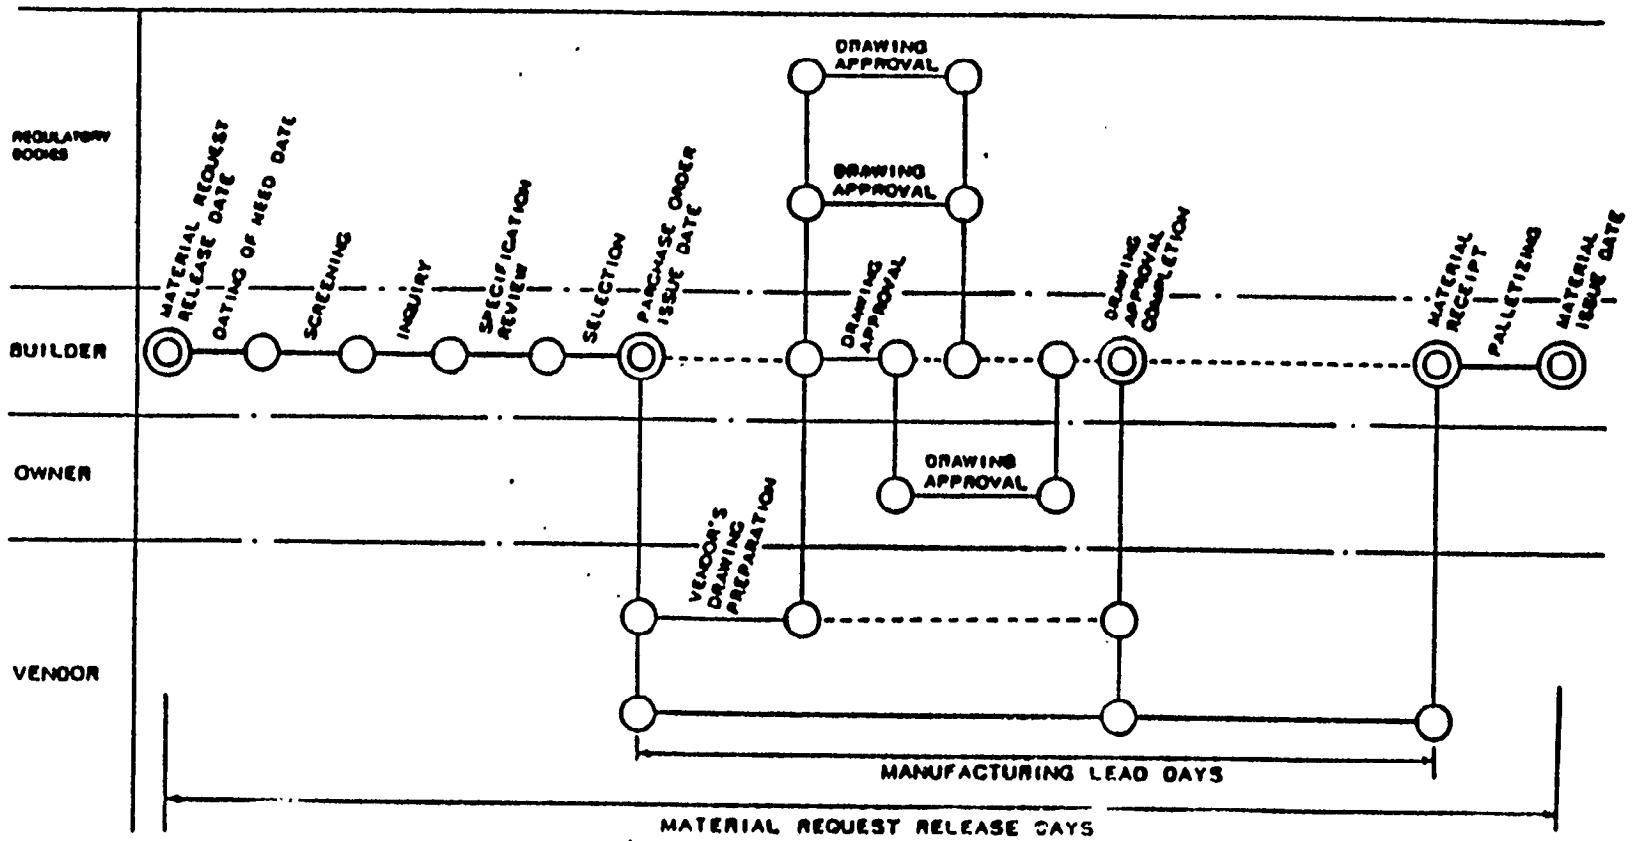 DRAWING
APPROVAL
REGULATORY
BODIES
DRAWING
APPROVAL
MATERIAL REQUEST
RELEASE DATE
DATING OF NEED DATE
SCREENING
INQUIRY
SPECIFICATION
REVIEW
SELECTION
PARCHASE ORDER
ISSUE DATE
DRAWING
APPROVAL
DRAWING
APPROVAL
COMPLETION
MATERIAL
RECEIPT
PALLETIZING
MATERIAL
ISSUE DATE
BUILDER
OWNER
DRAWING
APPROVAL
VENDOR'S
DRAWING
PREPARATION
VENDOR
MANUFACTURING LEAD DAYS
MATERIAL REQUEST RELEASE DAYS